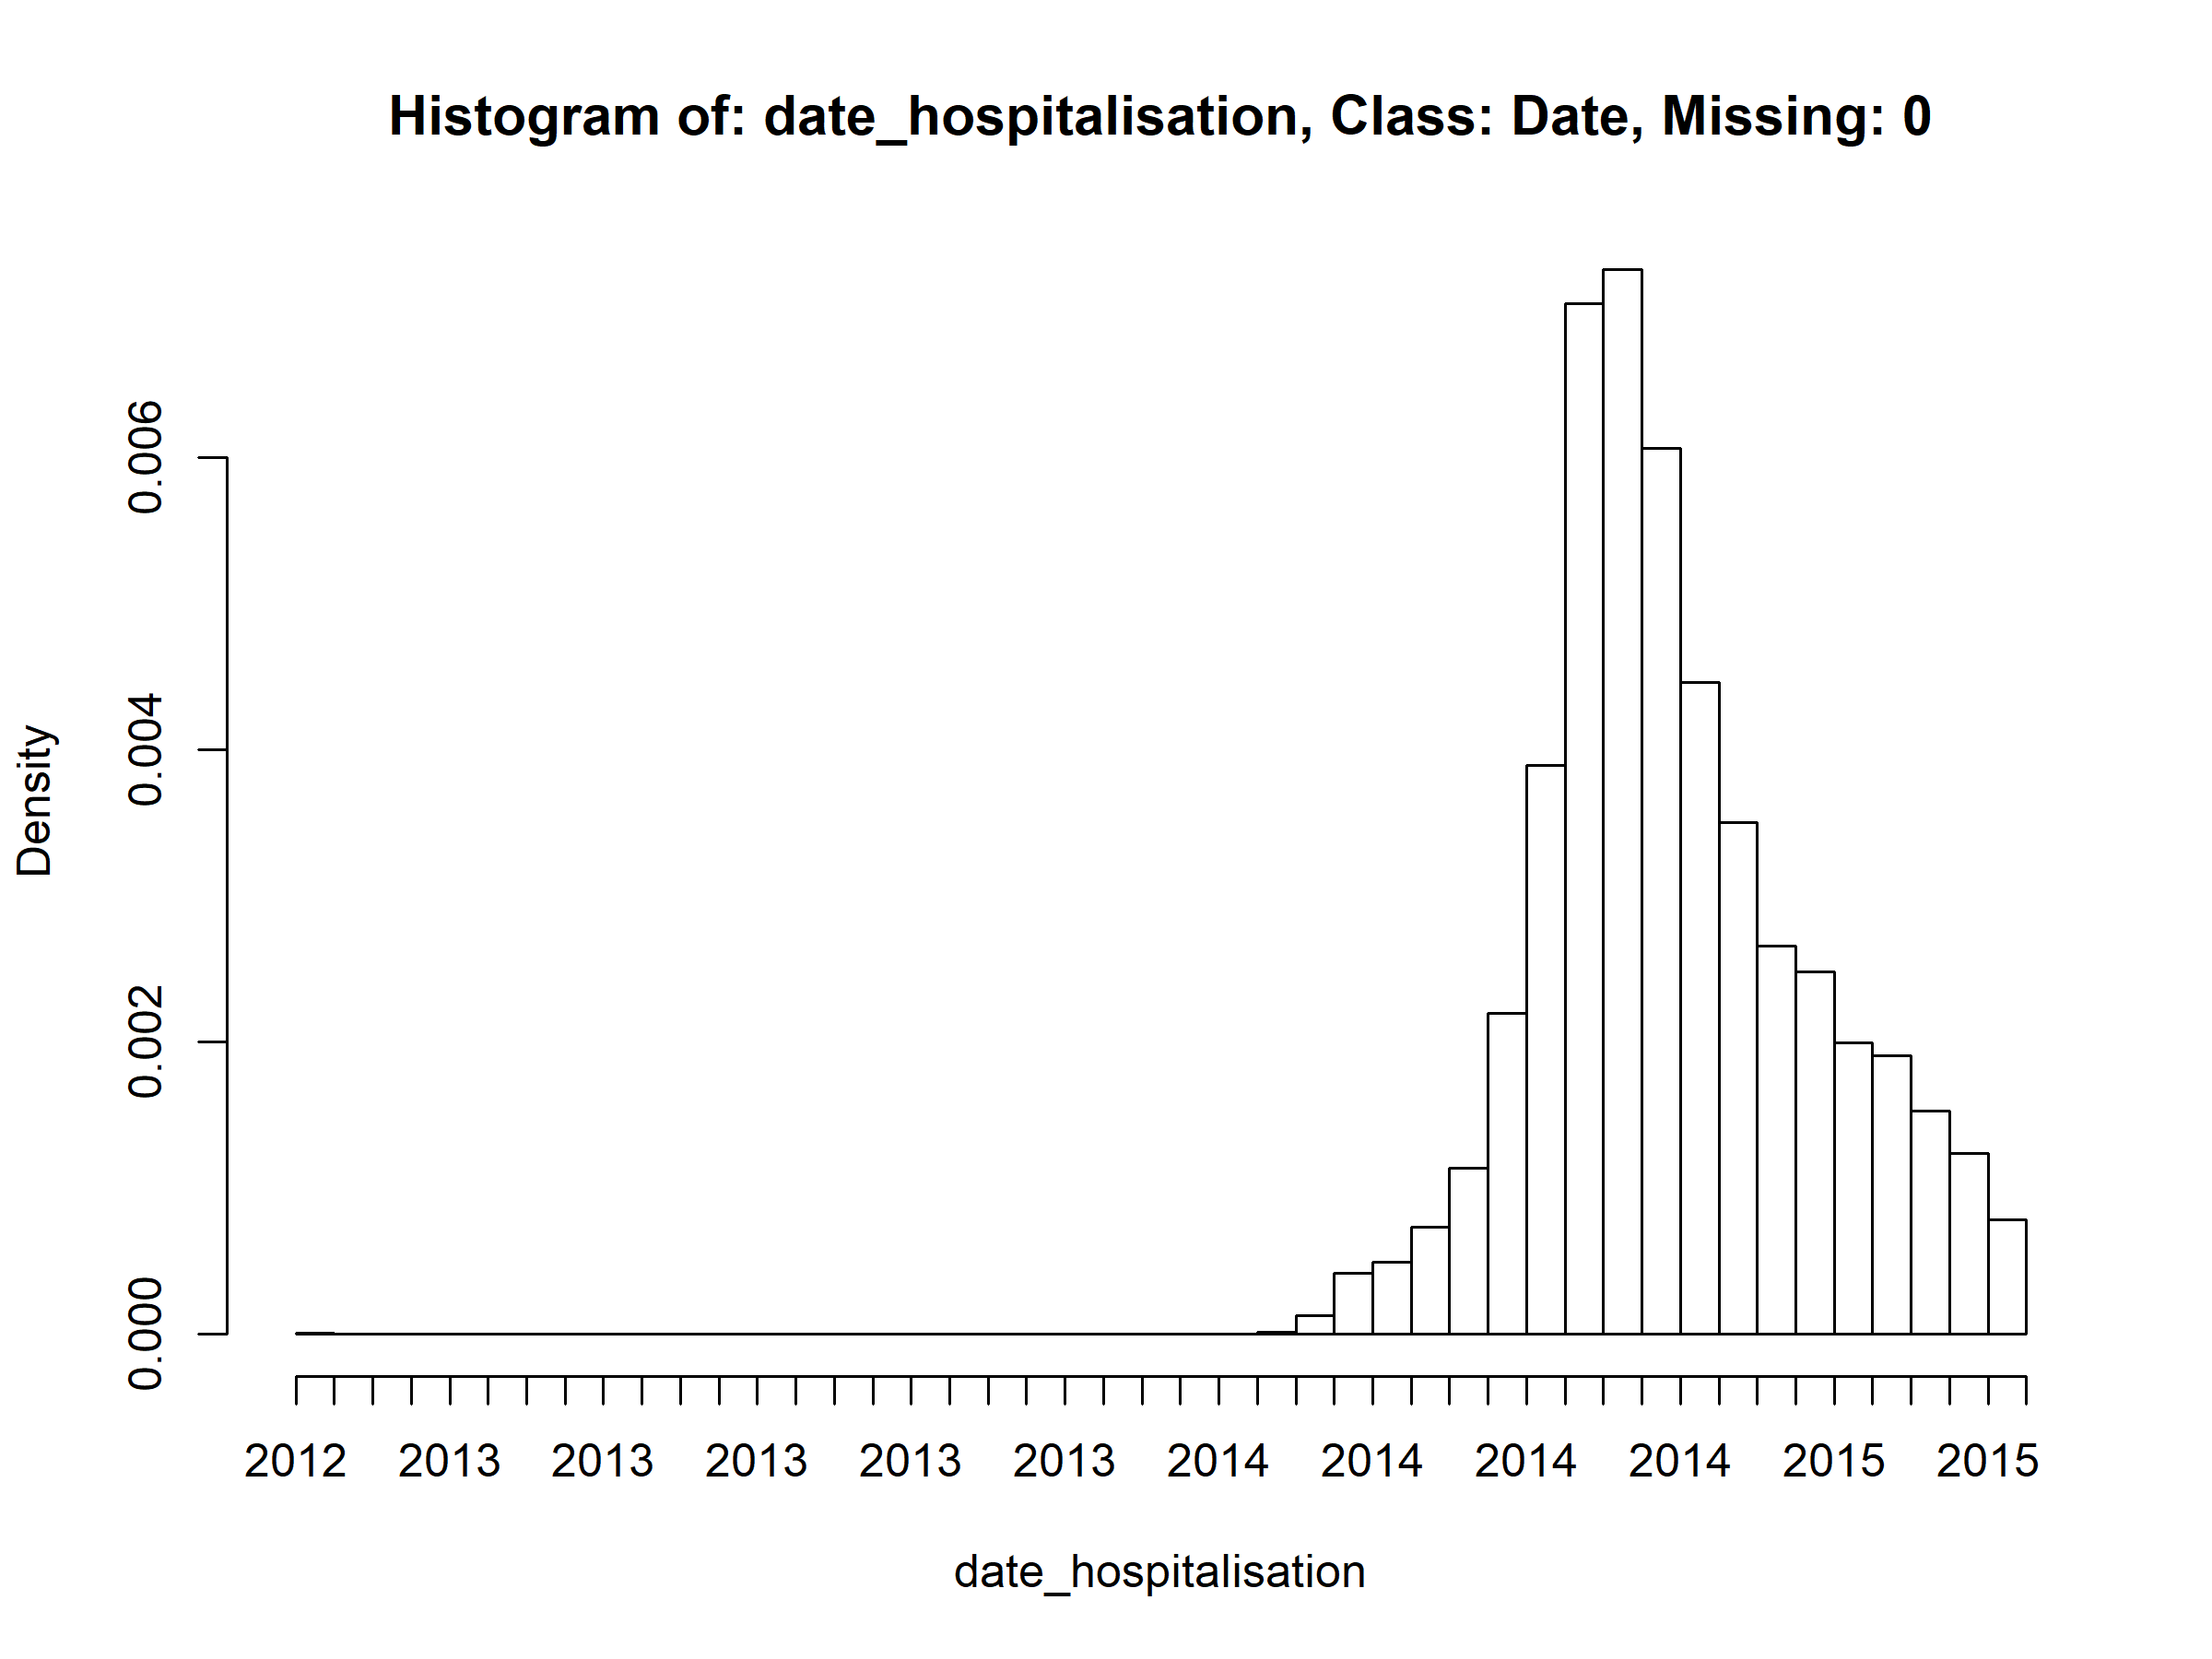 Histogram of: date_hospitalisation, Class: Date, Missing: 0
Density
0.006
0.004
0.002
0.000
2012 2013 2013 2013 2013 2013 2014 2014 2014 2014 2015 2015
date_hospitalisation